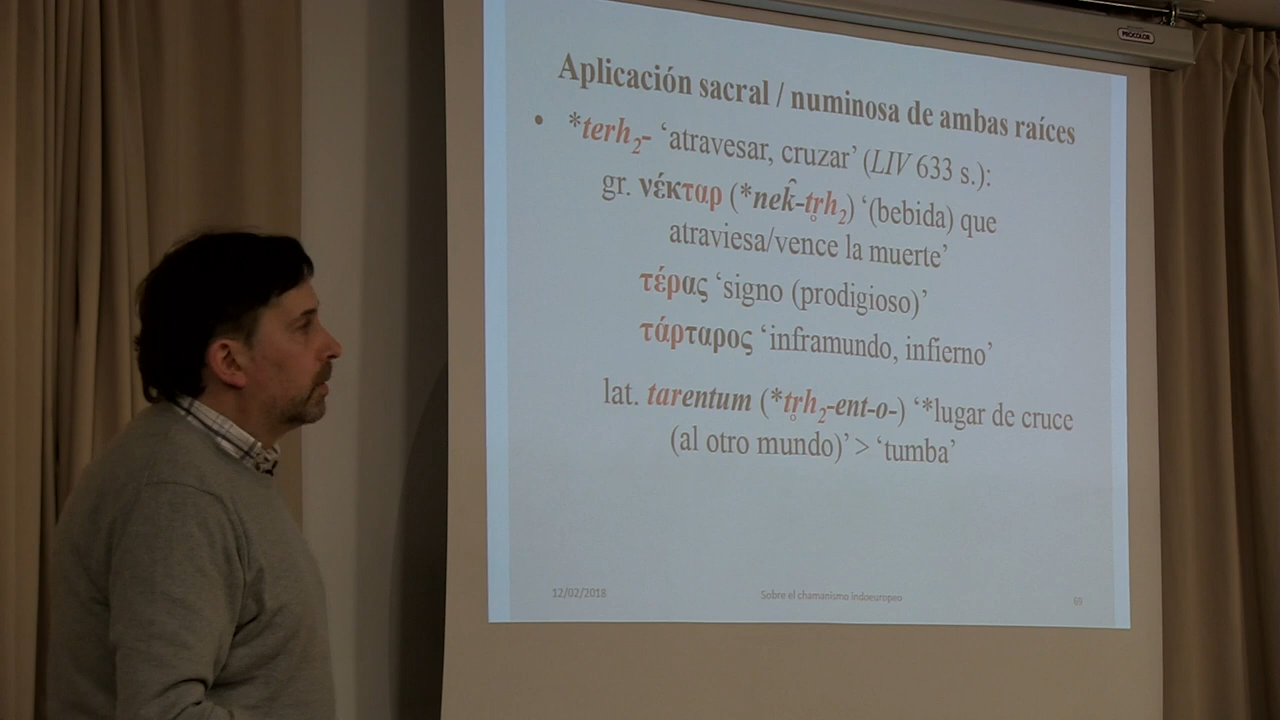 PROCOLOR
Aplicación sacral / numinosa de ambas raíces
• *terh₂- ‘atravesar, cruzar’ (LIV 633 s.):
gr. νέκταρ (*nek̂-tr̥h₂) ‘(bebida) que
atraviesa/vence la muerte’
τέρας ‘signo (prodigioso)’
τάρταρος ‘inframundo, infierno’
lat. tarentum (*tr̥h₂-ent-o-) ‘*lugar de cruce
(al otro mundo)’ > ‘tumba’
12/02/2018 Sobre el chamanismo indoeuropeo 69